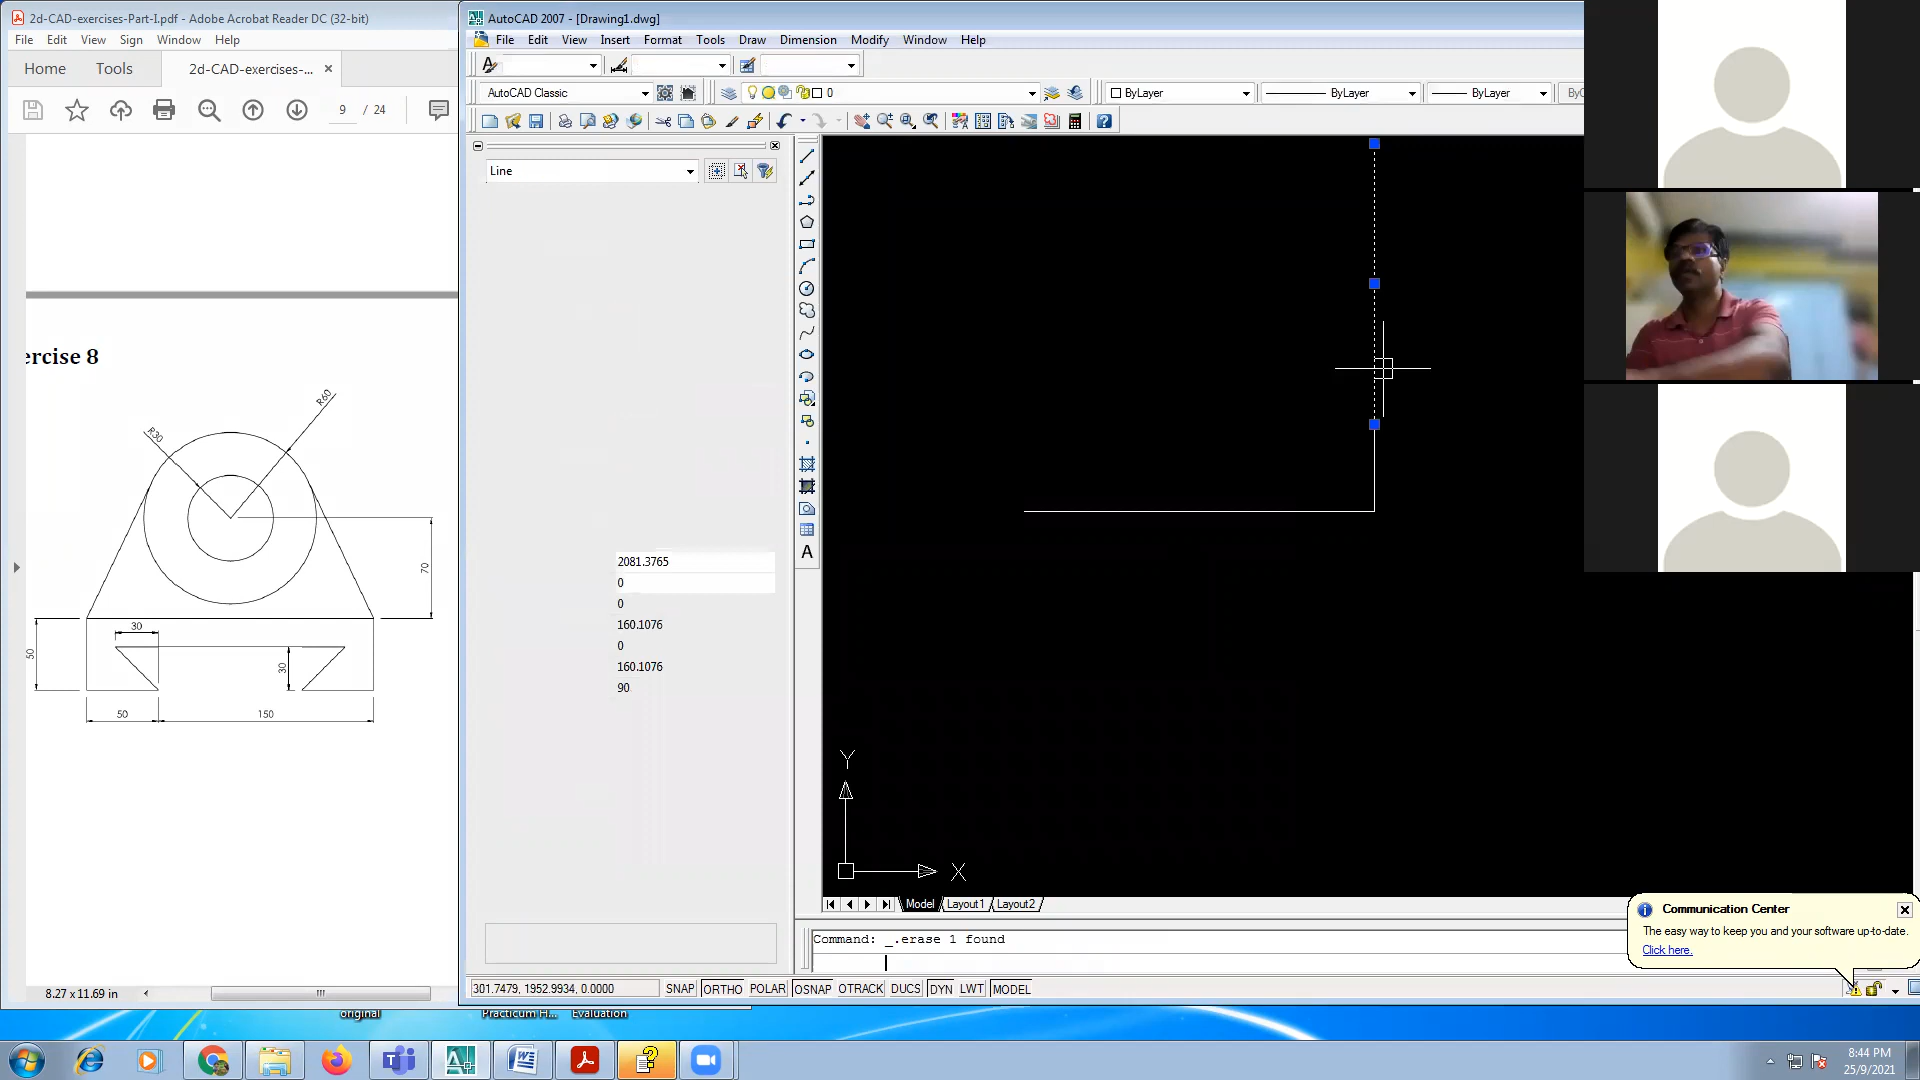 2d-CAD-exercises-Part-I.pdf - Adobe Acrobat Reader DC (32-bit)
File Edit View Sign Window Help
Home Tools 2d-CAD-exercises-... ×
9 / 24
ercise 8
R30
R60
70
30
50
30
50
150
8.27 x 11.69 in
AutoCAD 2007 - [Drawing1.dwg]
File Edit View Insert Format Tools Draw Dimension Modify Window Help
AutoCAD Classic
0
ByLayer
ByLayer
ByLayer
ByC
Line
2081.3765
0
0
160.1076
0
160.1076
90
A
Y
X
Model Layout1 Layout2
Command: _.erase 1 found
301.7479, 1952.9934, 0.0000 SNAP ORTHO POLAR OSNAP OTRACK DUCS DYN LWT MODEL
Communication Center
The easy way to keep you and your software up-to-date.
Click here.
original
Practicum H...
Evaluation
8:44 PM
25/9/2021